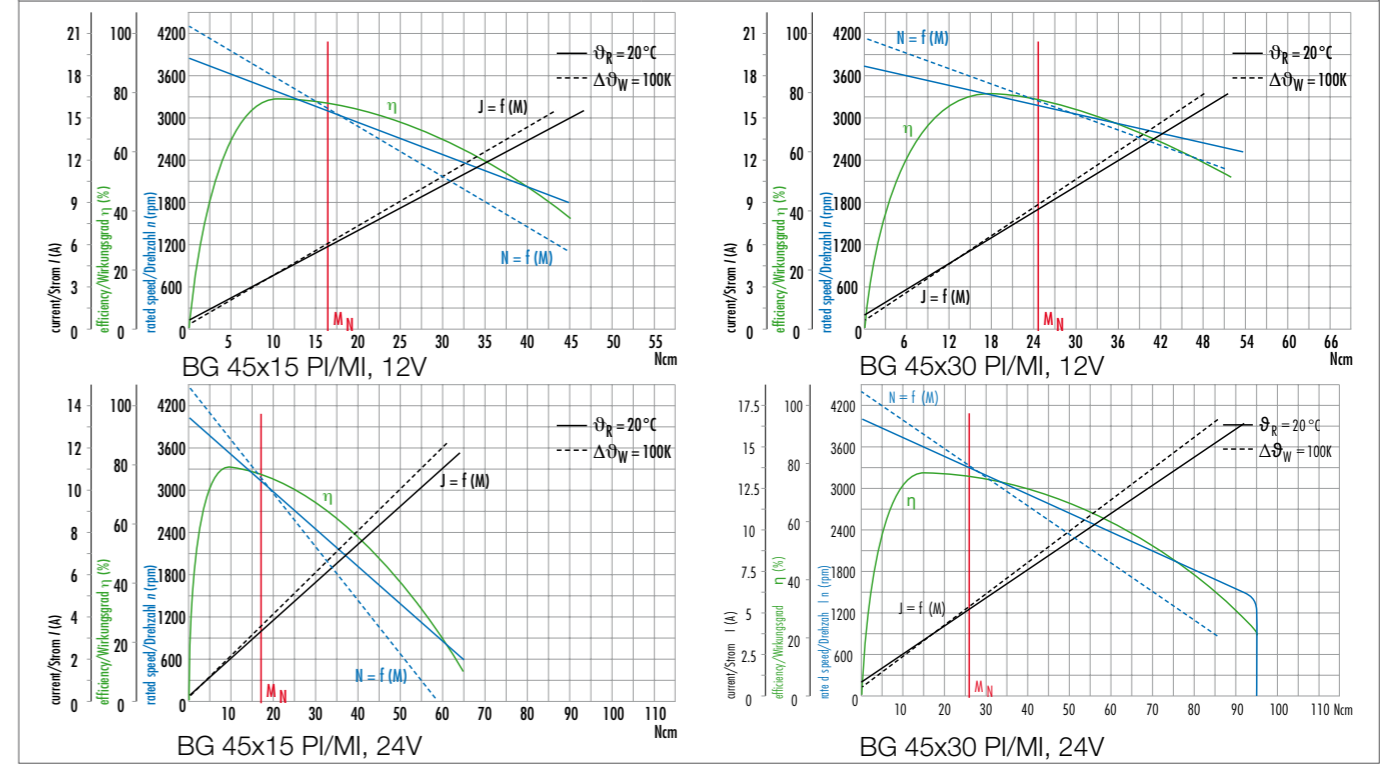 21 100 4200
18 3600
80
15 3000
12 60 2400
9 1800
40
6 1200
20
3 600
0 0 0
current/Strom I (A)
efficiency/Wirkungsgrad η (%)
rated speed/Drehzahl n (rpm)
ϑR = 20°C
ΔϑW = 100K
η
J = f (M)
N = f (M)
MN
5 10 15 20 25 30 35 40 45 55
Ncm
BG 45x15 PI/MI, 12V
21 100 4200
18 3600
80
15 3000
12 60 2400
9 1800
40
6 1200
20
3 600
0 0 0
current/Strom I (A)
efficiency/Wirkungsgrad η (%)
rated speed/Drehzahl n (rpm)
N = f (M)
ϑR = 20°C
ΔϑW = 100K
η
J = f (M)
MN
6 12 18 24 30 36 42 48 54 60 66
Ncm
BG 45x30 PI/MI, 12V
14 100 4200
12 3600
80
10 3000
8 60 2400
6 1800
40
4 1200
20
2 600
0 0 0
current/Strom I (A)
efficiency/Wirkungsgrad η (%)
rated speed/Drehzahl n (rpm)
ϑR = 20°C
ΔϑW = 100K
J = f (M)
η
N = f (M)
MN
10 20 30 40 50 60 70 80 90 100 110
Ncm
BG 45x15 PI/MI, 24V
17.5 100 4200
15 3600
80
12.5 3000
10 60 2400
7.5 1800
40
5 1200
20
2.5 600
0 0 0
current/Strom I (A)
efficiency/Wirkungsgrad η (%)
rate d speed/Drehzah l n (rpm)
N = f (M)
ϑR = 20°C
ΔϑW = 100K
η
J = f (M)
MN
10 20 30 40 50 60 70 80 90 100 110 Ncm
BG 45x30 PI/MI, 24V